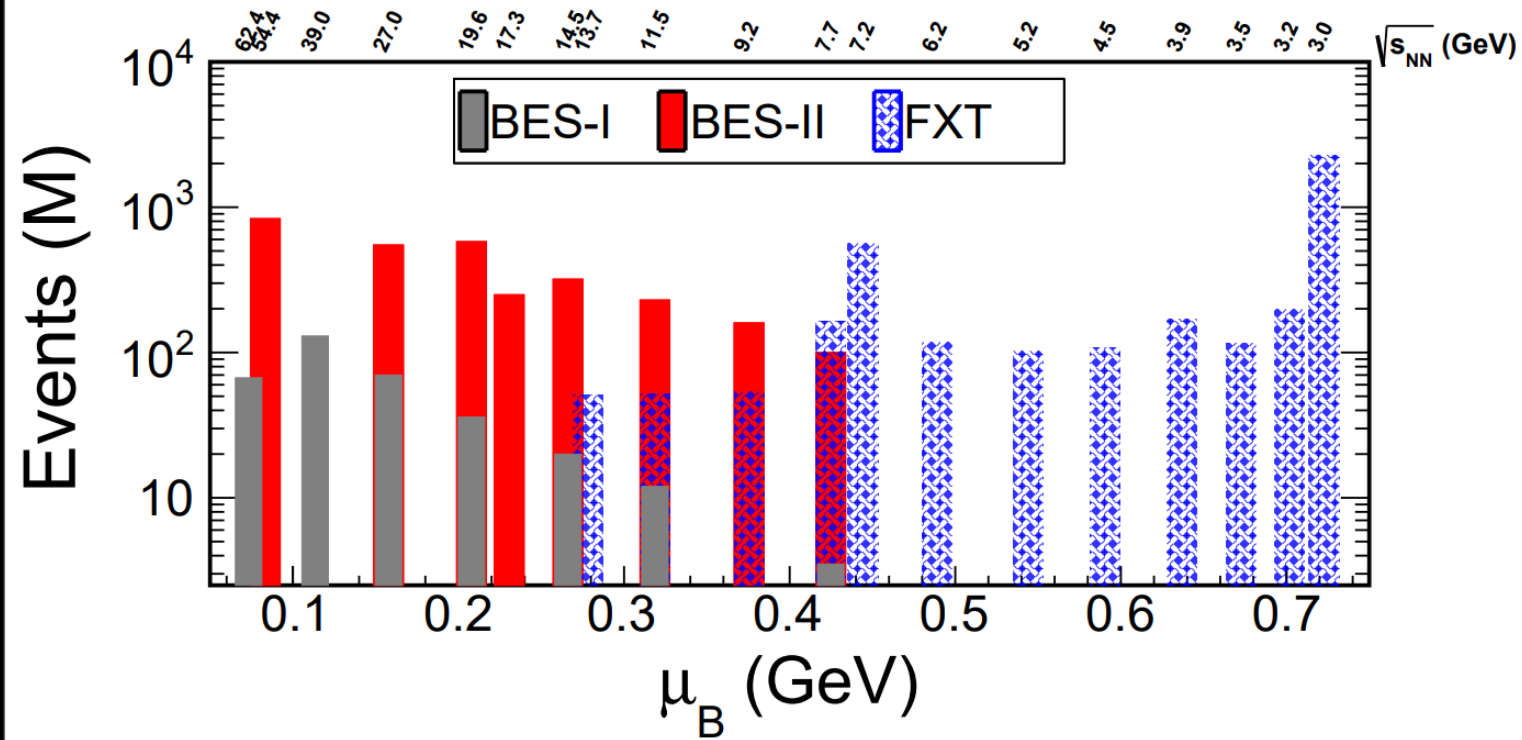 62.4 54.4 39.0 27.0 19.6 17.3 14.5 13.7 11.5 9.2 7.7 7.2 6.2 5.2 4.5 3.9 3.5 3.2 3.0 √sNN (GeV)
10⁴
BES-I BES-II FXT
10³
10²
10
Events (M)
0.1 0.2 0.3 0.4 0.5 0.6 0.7
μB (GeV)